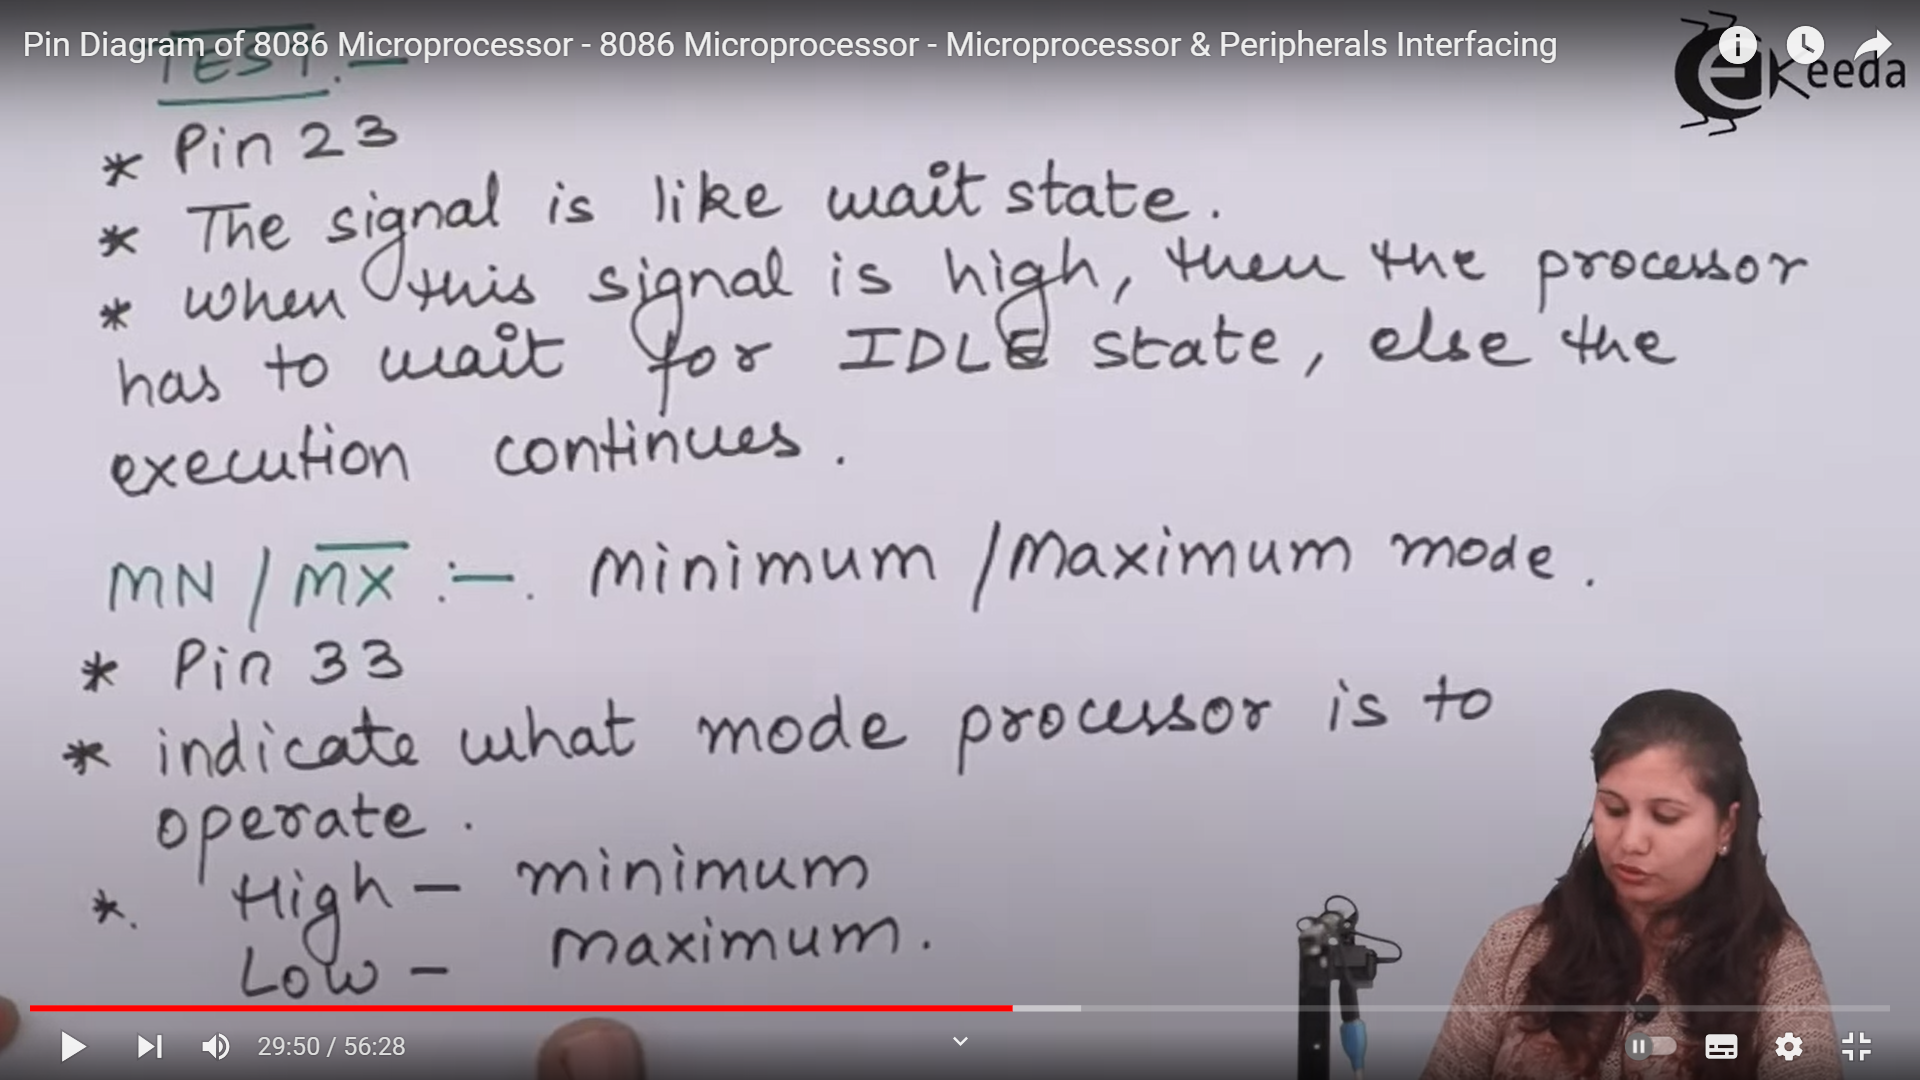 Pin Diagram of 8086 Microprocessor - 8086 Microprocessor - Microprocessor & Peripherals Interfacing
eKeeda
TEST :-
* Pin 23
* The signal is like wait state.
* When this signal is high, then the processor
has to wait for IDLE state, else the
execution continues.
MN / MX :-. Minimum / Maximum mode.
* Pin 33
* indicate what mode processor is to
operate.
*. High - minimum
Low - maximum.
29:50 / 56:28